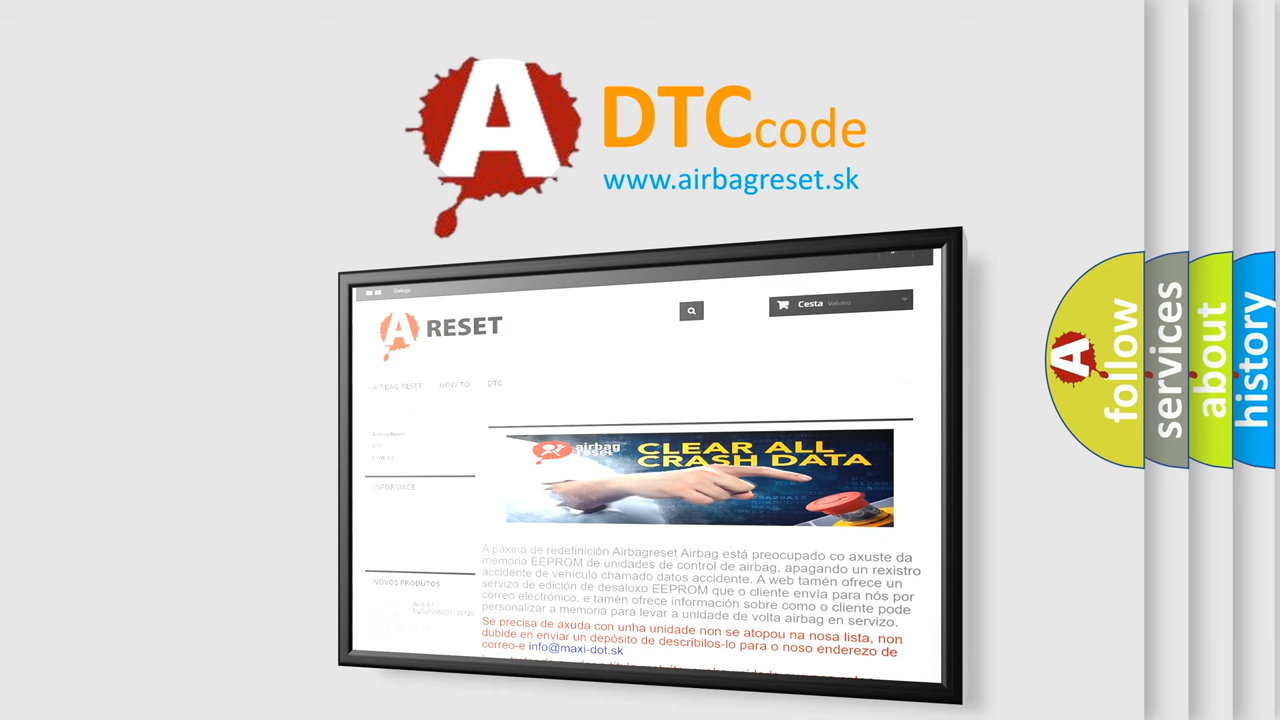 A
DTCcode
www.airbagreset.sk
Galego
A RESET
Cesta Valeiro
AIRBAG RESET HOW TO DTC
INFORMACE
NOVOS PRODUTOS
airbag
reset
CLEAR ALL
CRASH DATA
A páxina de redefinición Airbagreset Airbag está preocupado co axuste da
memoria EEPROM de unidades de control de airbag, apagando un rexistro
accidente de vehículo chamado datos accidente. A web tamén ofrece un
servizo de edición de desaloxo EEPROM que o cliente envía para nós por
correo electrónico, e tamén ofrece información sobre como o cliente pode
personalizar a memoria para levar a unidade de volta airbag en servizo.
Se precisa de axuda con unha unidade non se atopou na nosa lista, non
dubide en enviar un depósito de describilos-lo para o noso enderezo de
correo-e info@maxi-dot.sk
A
follow
services
about
history